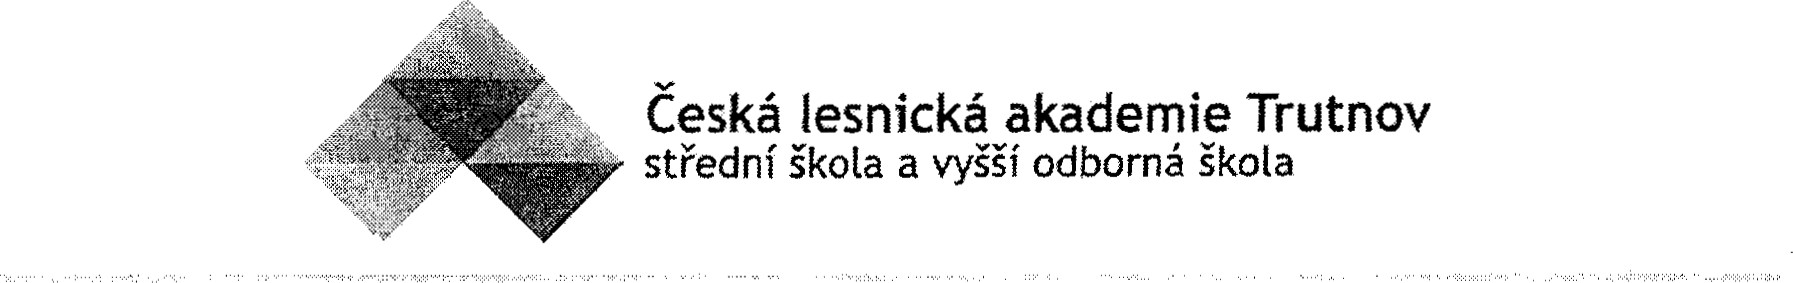 Česká lesnická akademie Trutnov
střední škola a vyšší odborná škola